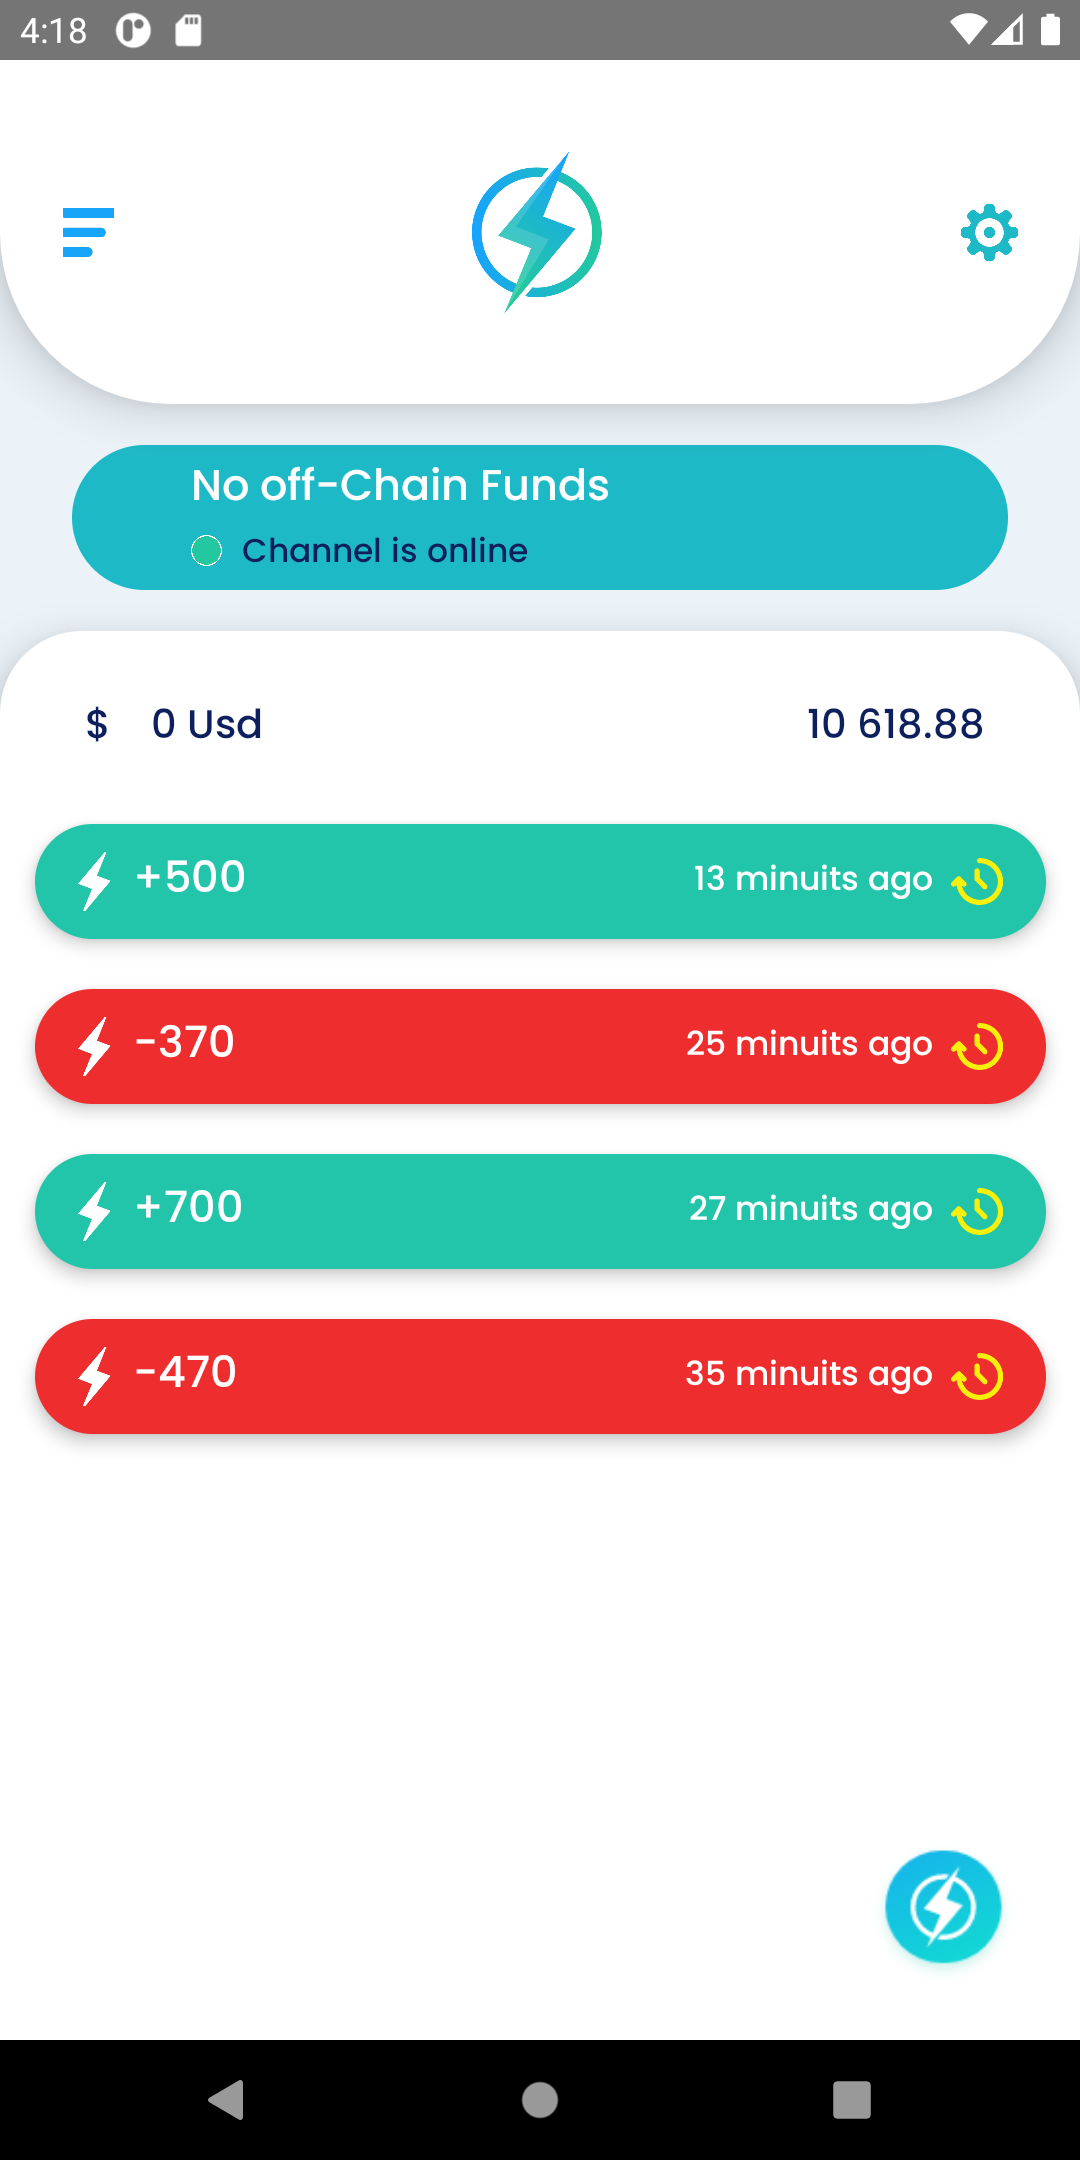 4:18
No off-Chain Funds
Channel is online
$ 0 Usd 10 618.88
+500 13 minuits ago
-370 25 minuits ago
+700 27 minuits ago
-470 35 minuits ago